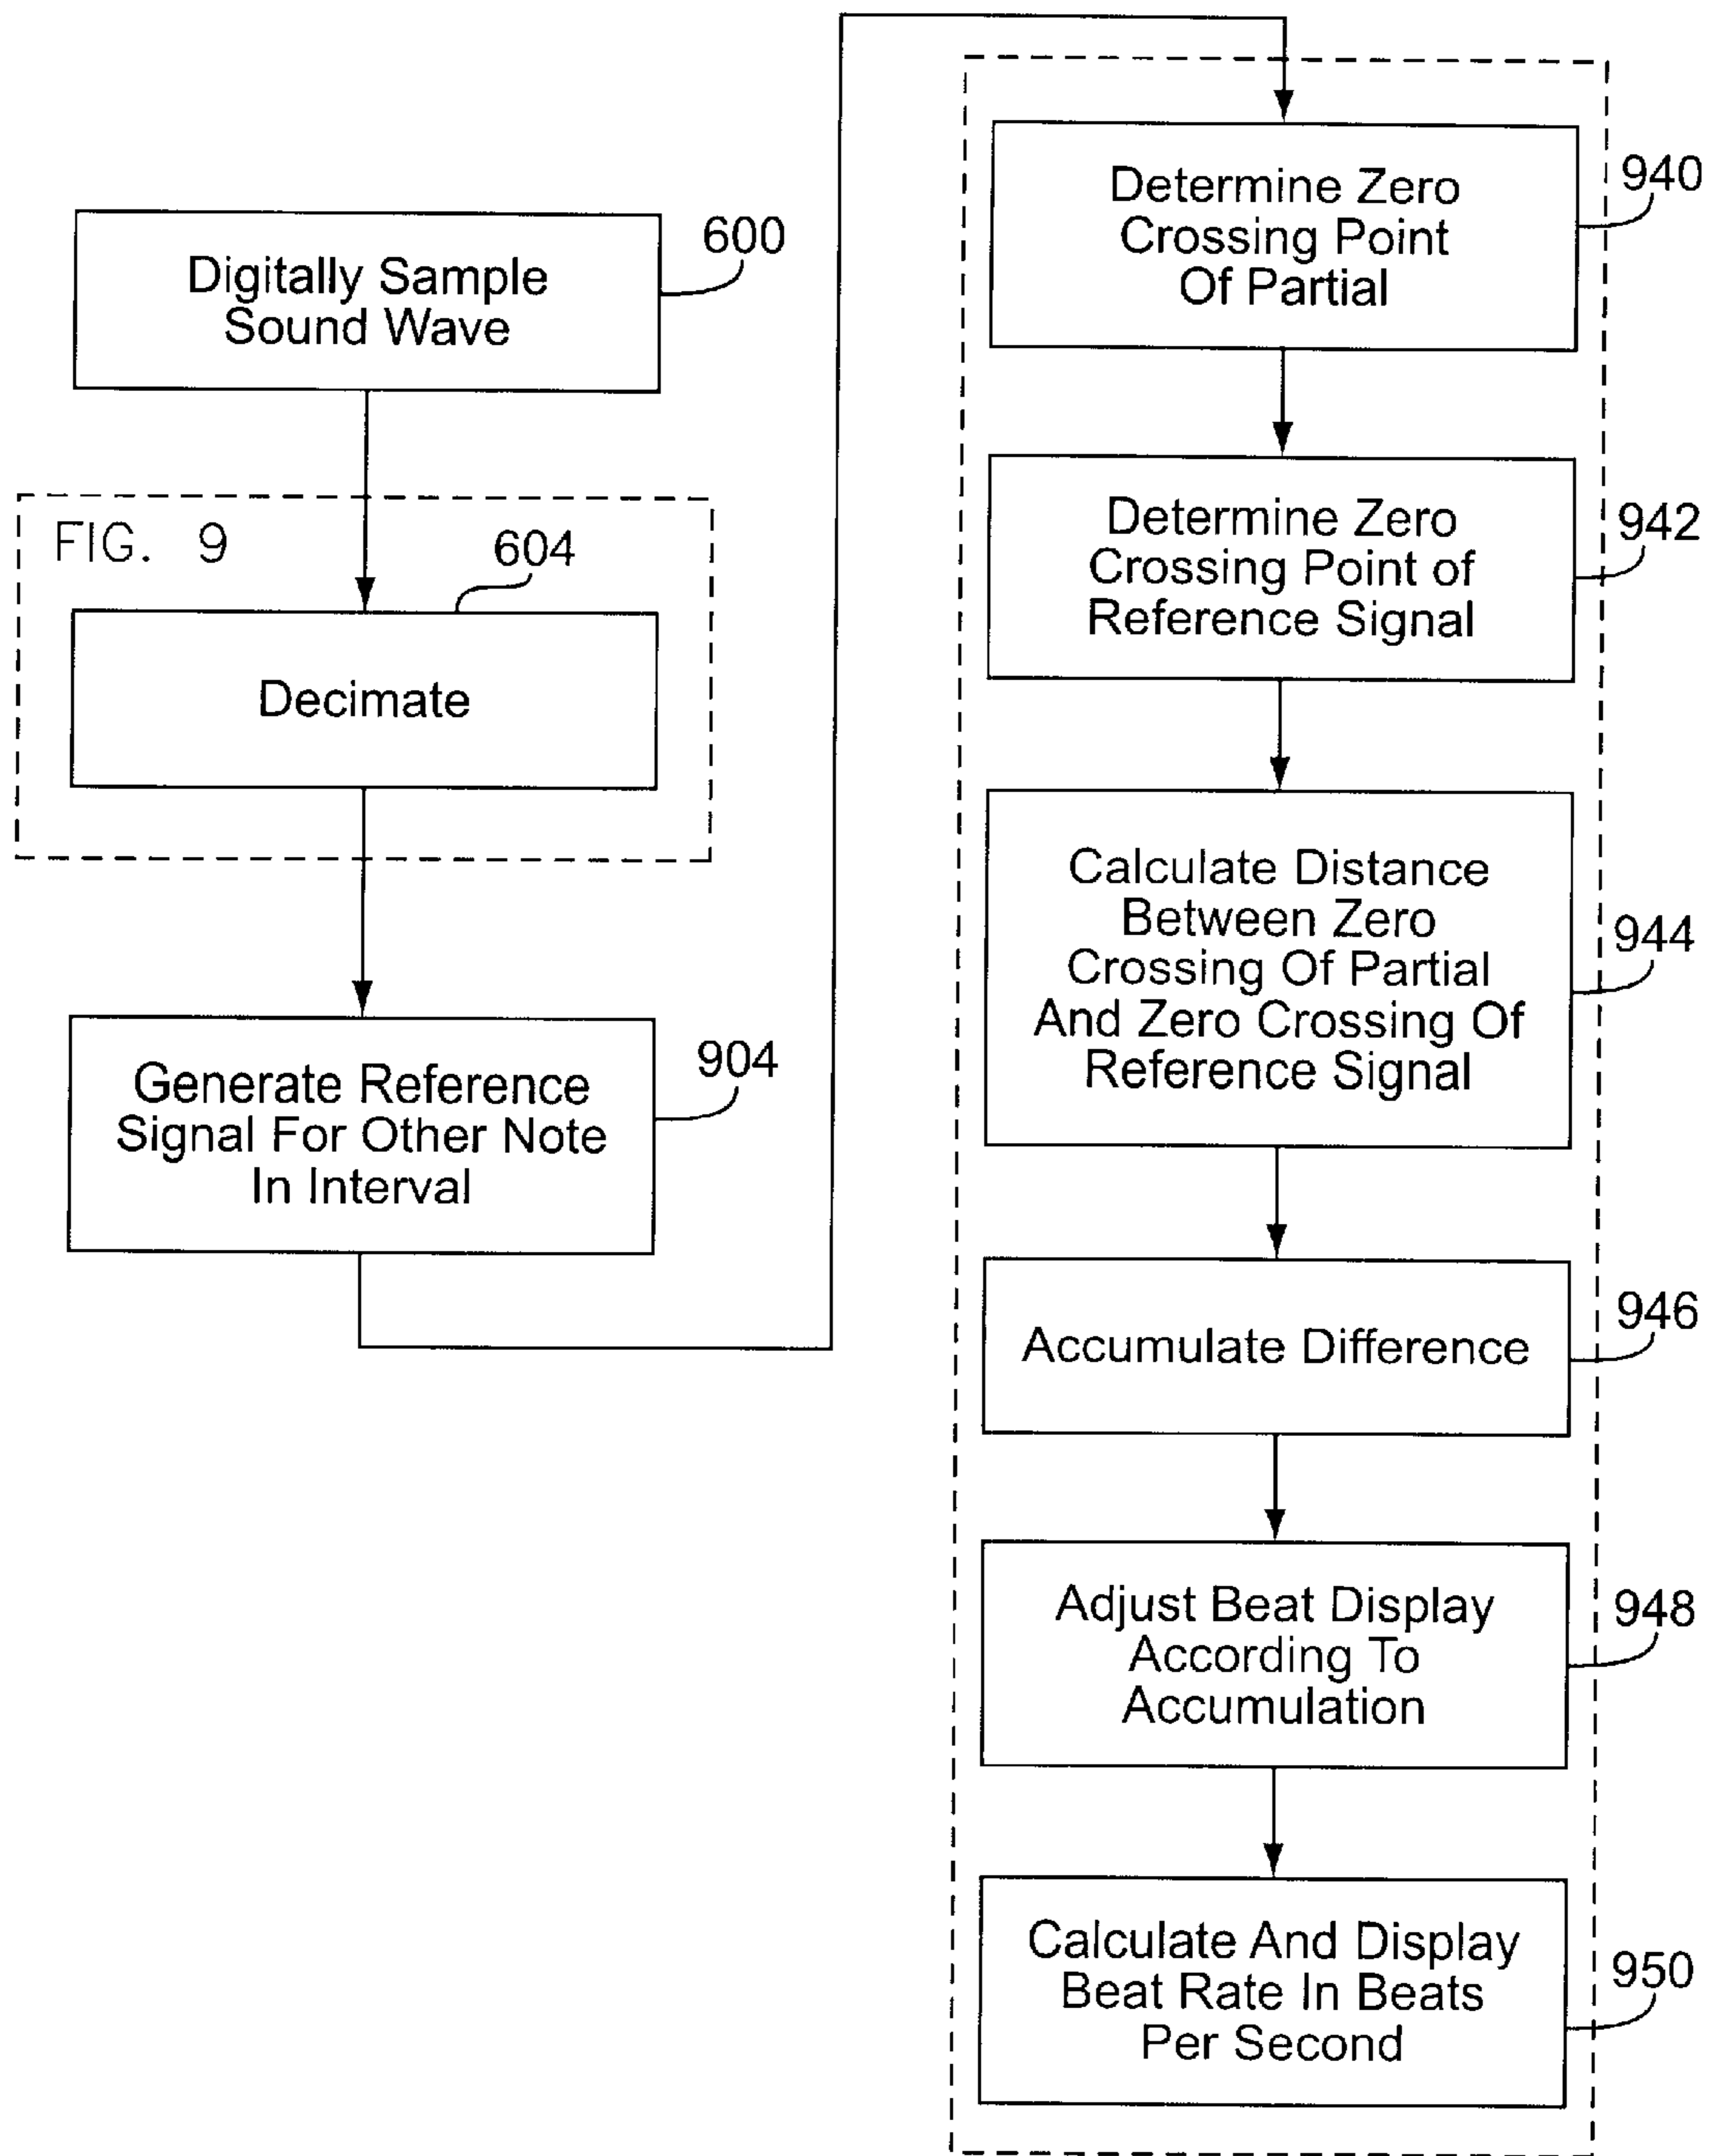 Digitally Sample
Sound Wave
600
FIG. 9
604
Decimate
Generate Reference
Signal For Other Note
In Interval
904
Determine Zero
Crossing Point
Of Partial
940
Determine Zero
Crossing Point of
Reference Signal
942
Calculate Distance
Between Zero
Crossing Of Partial
And Zero Crossing Of
Reference Signal
944
Accumulate Difference
946
Adjust Beat Display
According To
Accumulation
948
Calculate And Display
Beat Rate In Beats
Per Second
950